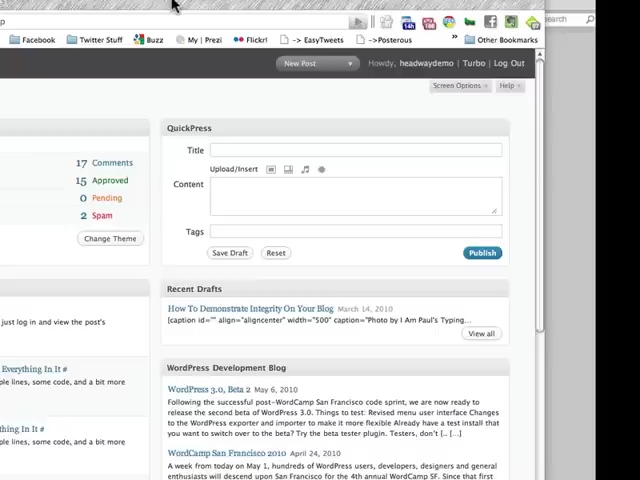 p
search
Facebook Twitter Stuff Buzz My | Prezi Flickr! -->EasyTweets -->Posterous » Other Bookmarks
New Post Howdy, headwaydemo | Turbo | Log Out
Screen Options Help
QuickPress
Title
Upload/Insert
Content
Tags
Save Draft Reset Publish
17 Comments
15 Approved
0 Pending
2 Spam
Change Theme
Recent Drafts
How To Demonstrate Integrity On Your Blog March 14, 2010
[caption id="" align="aligncenter" width="500" caption="Photo by I Am Paul's Typing...
View all
just log in and view the post's
Everything In It #
ple lines, some code, and a bit more
hing In It #
ple lines, some code, and a bit more
WordPress Development Blog
WordPress 3.0, Beta 2 May 6, 2010
Following the successful post-WordCamp San Francisco code sprint, we are now ready to
release the second beta of WordPress 3.0. Things to test: Revised menu user interface Changes
to the WordPress exporter and importer to make it more flexible Already have a test install that
you want to switch over to the beta? Try the beta tester plugin. Testers, don't [...]
WordCamp San Francisco 2010 April 24, 2010
A week from today on May 1, hundreds of WordPress users, developers, designers and general
enthusiasts will descend upon San Francisco for the 4th annual WordCamp SF. Since that first